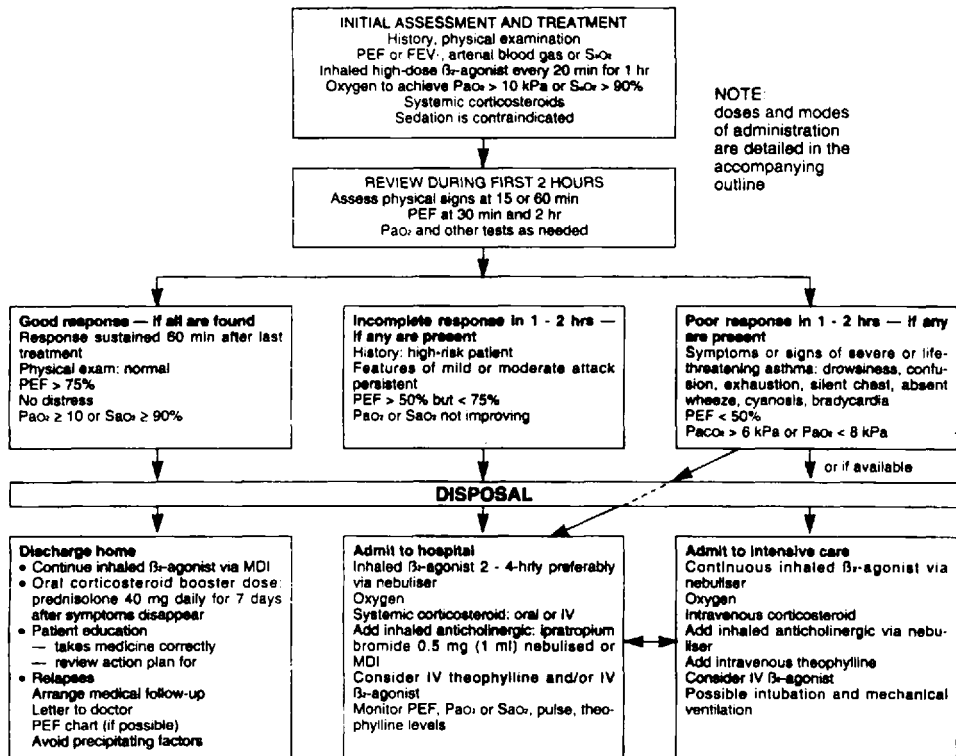 INITIAL ASSESSMENT AND TREATMENT
History, physical examination
PEF or FEV₁, arterial blood gas or SaO₂
Inhaled high-dose ß₂-agonist every 20 min for 1 hr
Oxygen to achieve Pao₂ > 10 kPa or SaO₂ > 90%
Systemic corticosteroids
Sedation is contraindicated
NOTE:
doses and modes
of administration
are detailed in the
accompanying
outline
REVIEW DURING FIRST 2 HOURS
Assess physical signs at 15 or 60 min
PEF at 30 min and 2 hr
PaO₂ and other tests as needed
Good response — if all are found
Response sustained 60 min after last
treatment
Physical exam: normal
PEF > 75%
No distress
PaO₂ ≥ 10 or SaO₂ ≥ 90%
Incomplete response in 1 - 2 hrs —
if any are present
History: high-risk patient
Features of mild or moderate attack
persistent
PEF > 50% but < 75%
PaO₂ or SaO₂ not improving
Poor response in 1 - 2 hrs — if any
are present
Symptoms or signs of severe or life-
threatening asthma: drowsiness, confu-
sion, exhaustion, silent chest, absent
wheeze, cyanosis, bradycardia
PEF < 50%
PacO₂ > 6 kPa or PaO₂ < 8 kPa
or if available
DISPOSAL
Discharge home
• Continue inhaled ß₂-agonist via MDI
• Oral corticosteroid booster dose:
prednisolone 40 mg daily for 7 days
after symptoms disappear
• Patient education
— takes medicine correctly
— review action plan for
• Relapses
Arrange medical follow-up
Letter to doctor
PEF chart (if possible)
Avoid precipitating factors
Admit to hospital
Inhaled ß₂-agonist 2 - 4-hrly preferably
via nebuliser
Oxygen
Systemic corticosteroid: oral or IV
Add inhaled anticholinergic: ipratropium
bromide 0.5 mg (1 ml) nebulised or
MDI
Consider IV theophylline and/or IV
ß₂-agonist
Monitor PEF, PaO₂ or SaO₂, pulse, theo-
phylline levels
Admit to intensive care
Continuous inhaled ß₂-agonist via
nebuliser
Oxygen
Intravenous corticosteroid
Add inhaled anticholinergic via nebu-
liser
Add intravenous theophylline
Consider IV ß₂-agonist
Possible intubation and mechanical
ventilation